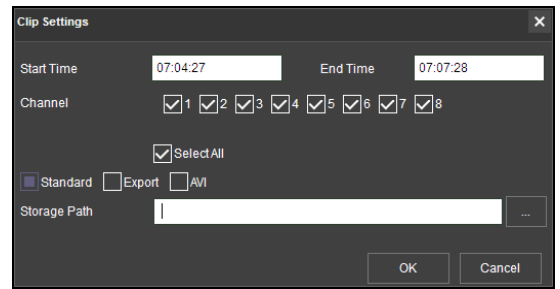 Clip Settings
Start Time 07:04:27 End Time 07:07:28
Channel 1 2 3 4 5 6 7 8
Select All
Standard Export AVI
Storage Path ...
OK Cancel